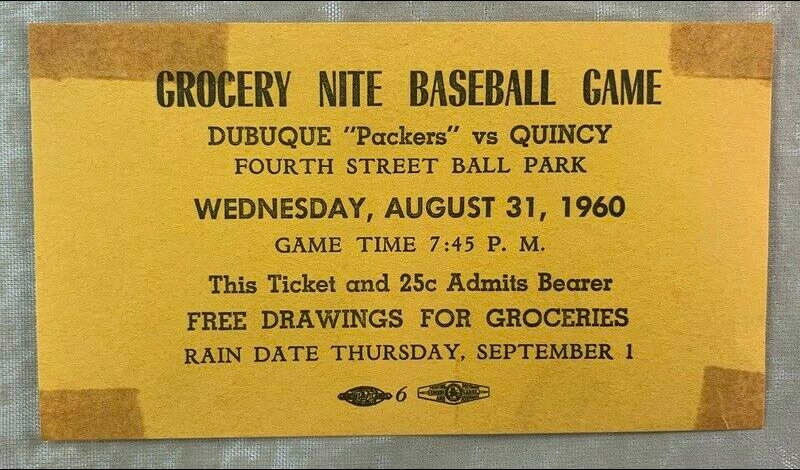 GROCERY NITE BASEBALL GAME
DUBUQUE "Packers" vs QUINCY
FOURTH STREET BALL PARK
WEDNESDAY, AUGUST 31, 1960
GAME TIME 7:45 P. M.
This Ticket and 25c Admits Bearer
FREE DRAWINGS FOR GROCERIES
RAIN DATE THURSDAY, SEPTEMBER 1
6